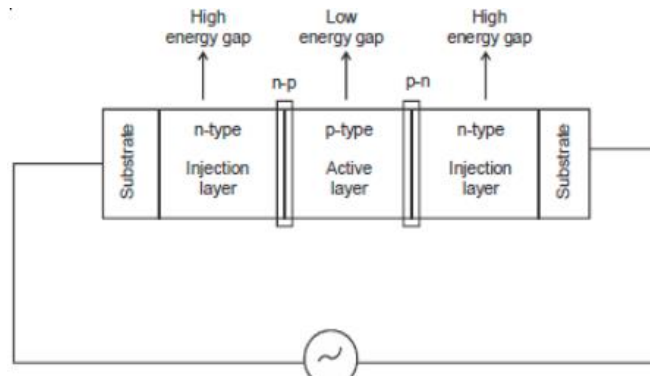 High
energy gap
Low
energy gap
High
energy gap
n-p
p-n
Substrate
n-type
Injection
layer
p-type
Active
layer
n-type
Injection
layer
Substrate